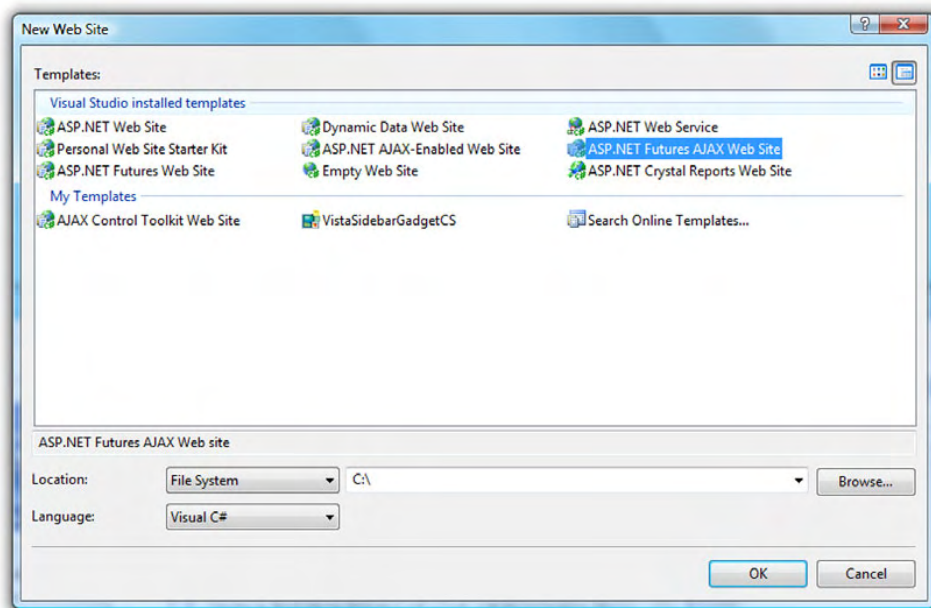 New Web Site
Templates:
Visual Studio installed templates
ASP.NET Web Site Dynamic Data Web Site ASP.NET Web Service
Personal Web Site Starter Kit ASP.NET AJAX-Enabled Web Site ASP.NET Futures AJAX Web Site
ASP.NET Futures Web Site Empty Web Site ASP.NET Crystal Reports Web Site
My Templates
AJAX Control Toolkit Web Site VistaSidebarGadgetCS Search Online Templates...
ASP.NET Futures AJAX Web site
Location: File System C:\ Browse...
Language: Visual C#
OK Cancel